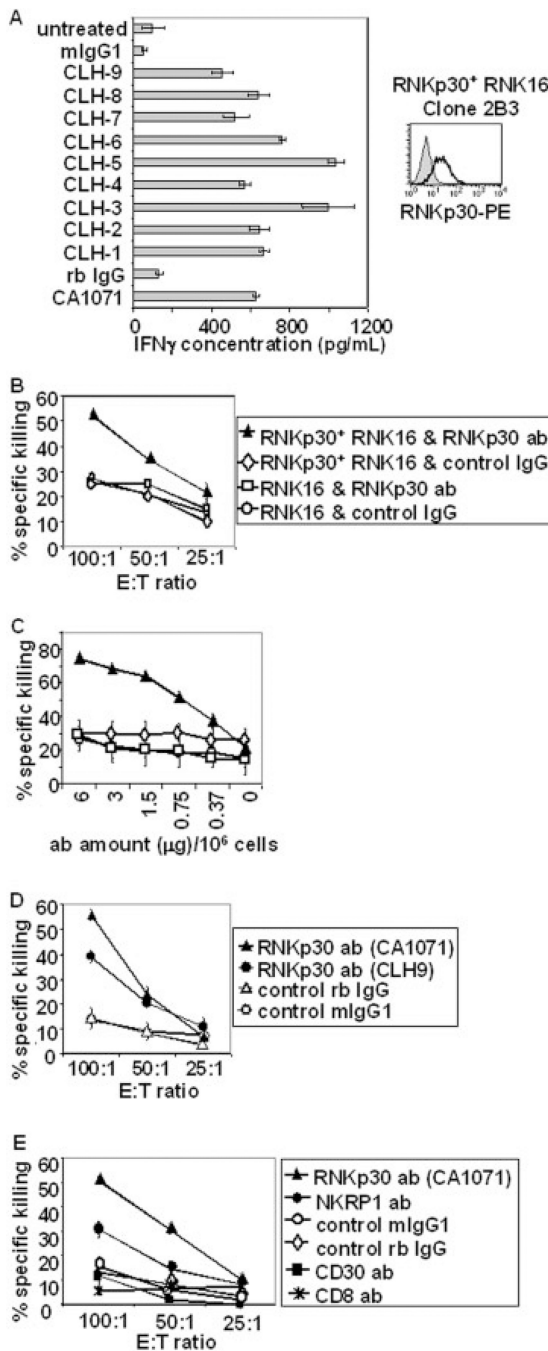 A
untreated
mIgG1
CLH-9
CLH-8
CLH-7
CLH-6
CLH-5
CLH-4
CLH-3
CLH-2
CLH-1
rb IgG
CA1071
0 400 800 1200
IFNγ concentration (pg/mL)
RNKp30⁺ RNK16
Clone 2B3
10⁰ 10¹ 10² 10³ 10⁴
RNKp30-PE
B
% specific killing
60
50
40
30
20
10
0
100:1 50:1 25:1
E:T ratio
RNKp30⁺ RNK16 & RNKp30 ab
RNKp30⁺ RNK16 & control IgG
RNK16 & RNKp30 ab
RNK16 & control IgG
C
% specific killing
80
60
40
20
0
6 3 1.5 0.75 0.37 0
ab amount (μg)/10⁶ cells
D
% specific killing
60
50
40
30
20
10
0
100:1 50:1 25:1
E:T ratio
RNKp30 ab (CA1071)
RNKp30 ab (CLH9)
control rb IgG
control mIgG1
E
% specific killing
60
50
40
30
20
10
0
100:1 50:1 25:1
E:T ratio
RNKp30 ab (CA1071)
NKRP1 ab
control mIgG1
control rb IgG
CD30 ab
CD8 ab